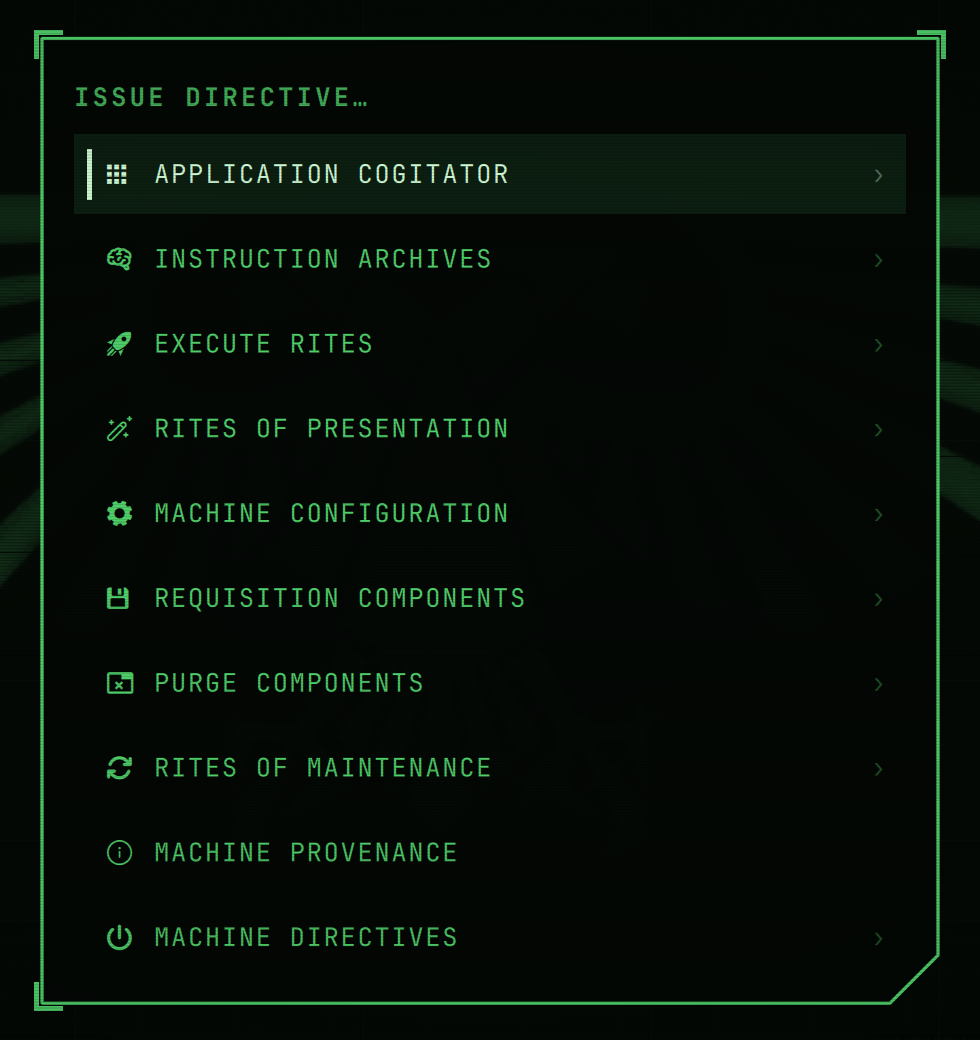 ISSUE DIRECTIVE…
APPLICATION COGITATOR
INSTRUCTION ARCHIVES
EXECUTE RITES
RITES OF PRESENTATION
MACHINE CONFIGURATION
REQUISITION COMPONENTS
PURGE COMPONENTS
RITES OF MAINTENANCE
MACHINE PROVENANCE
MACHINE DIRECTIVES